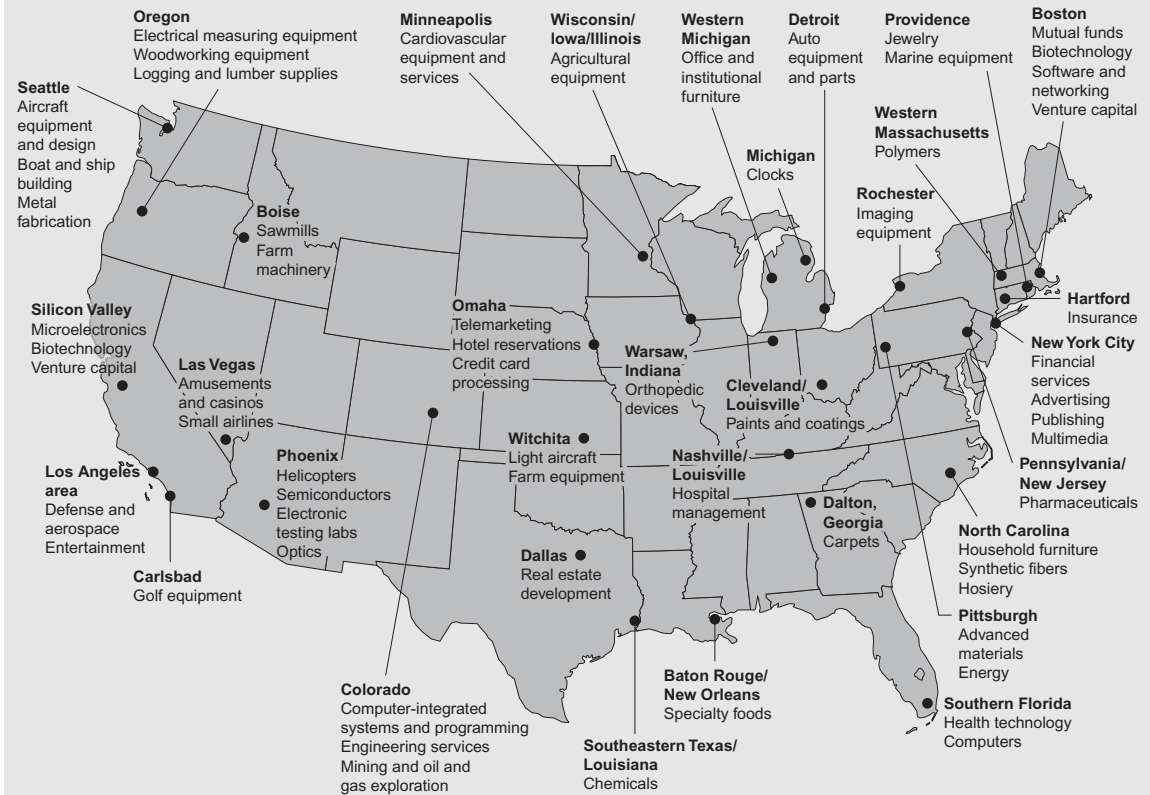 Oregon
Electrical measuring equipment
Woodworking equipment
Logging and lumber supplies
Minneapolis
Cardiovascular
equipment and
services
Wisconsin/
Iowa/Illinois
Agricultural
equipment
Western
Michigan
Office and
institutional
furniture
Detroit
Auto
equipment
and parts
Providence
Jewelry
Marine equipment
Boston
Mutual funds
Biotechnology
Software and
networking
Venture capital
Seattle
Aircraft
equipment
and design
Boat and ship
building
Metal
fabrication
Western
Massachusetts
Polymers
Michigan
Clocks
Rochester
Imaging
equipment
Boise
Sawmills
Farm
machinery
Silicon Valley
Microelectronics
Biotechnology
Venture capital
Las Vegas
Amusements
and casinos
Small airlines
Omaha
Telemarketing
Hotel reservations
Credit card
processing
Warsaw,
Indiana
Orthopedic
devices
Cleveland/
Louisville
Paints and coatings
Hartford
Insurance
New York City
Financial
services
Advertising
Publishing
Multimedia
Los Angeles
area
Defense and
aerospace
Entertainment
Phoenix
Helicopters
Semiconductors
Electronic
testing labs
Optics
Witchita
Light aircraft
Farm equipment
Nashville/
Louisville
Hospital
management
Pennsylvania/
New Jersey
Pharmaceuticals
Carlsbad
Golf equipment
Dallas
Real estate
development
Dalton,
Georgia
Carpets
North Carolina
Household furniture
Synthetic fibers
Hosiery
Pittsburgh
Advanced
materials
Energy
Colorado
Computer-integrated
systems and programming
Engineering services
Mining and oil and
gas exploration
Baton Rouge/
New Orleans
Specialty foods
Southeastern Texas/
Louisiana
Chemicals
Southern Florida
Health technology
Computers